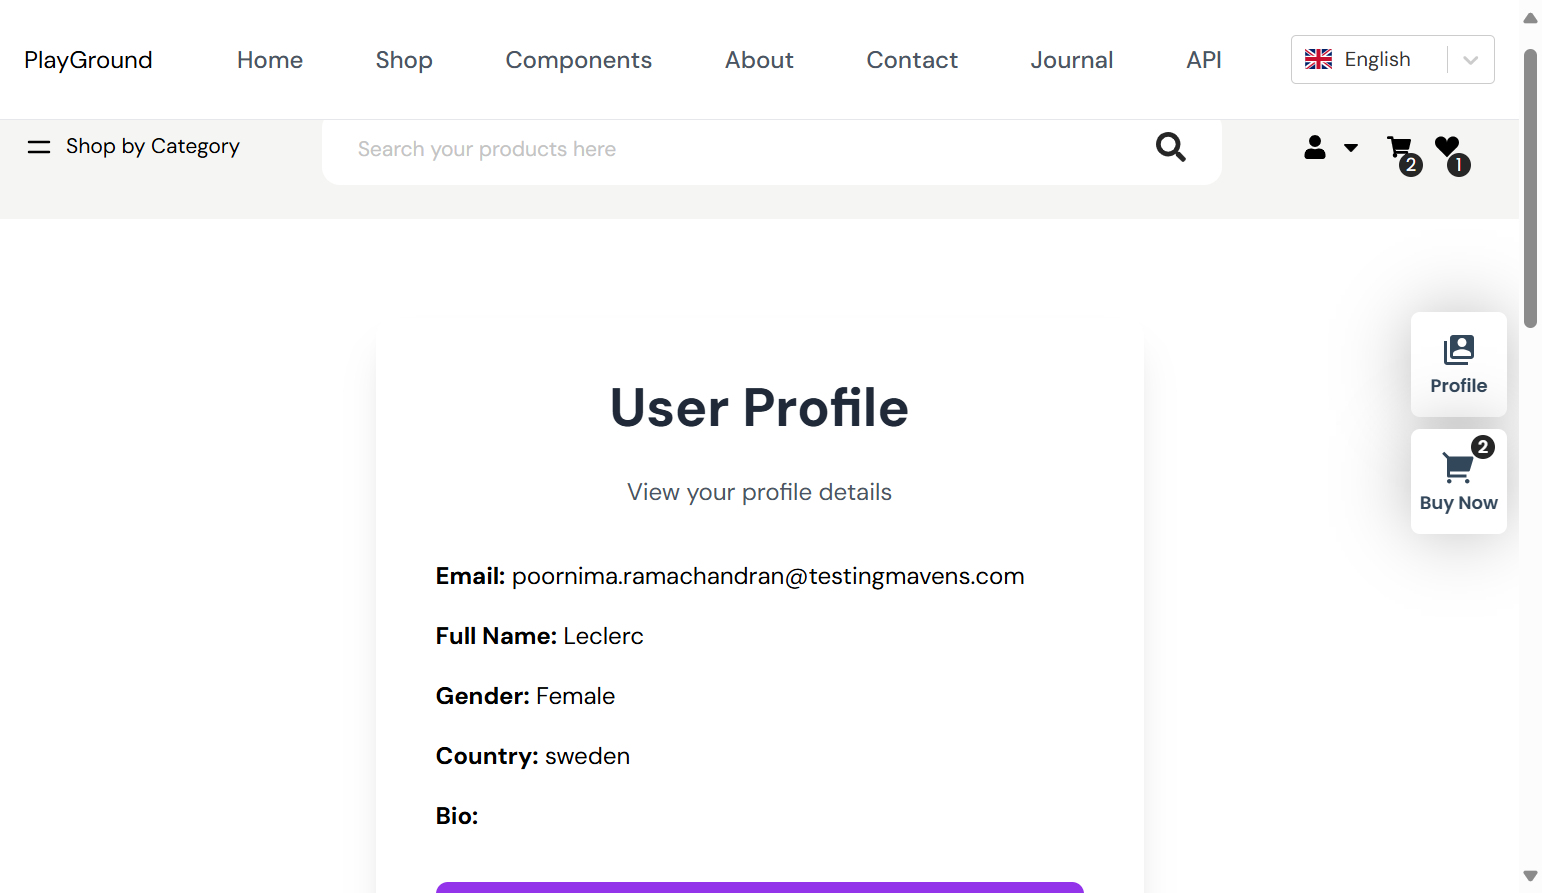 PlayGround Home Shop Components About Contact Journal API English
Shop by Category Search your products here 2 1
Profile
2
Buy Now
User Profile
View your profile details
Email: poornima.ramachandran@testingmavens.com
Full Name: Leclerc
Gender: Female
Country: sweden
Bio: